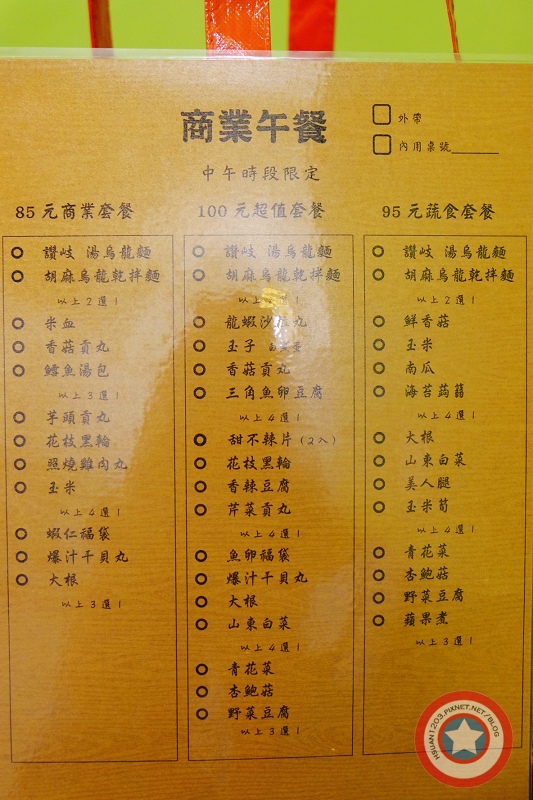 商業午餐
外帶
內用桌號
中午時段限定
85 元商業套餐
讚岐 湯烏龍麵
胡麻烏龍乾拌麵
以上2選1
米血
香菇貢丸
鱈魚湯包
以上3選1
芋頭貢丸
花枝黑輪
照燒雞肉丸
玉米
以上4選1
蝦仁福袋
爆汁干貝丸
大根
以上3選1
100 元超值套餐
讚岐 湯烏龍麵
胡麻烏龍乾拌麵
選1
龍蝦沙 丸
玉子
香菇貢丸
三角魚卵豆腐
以上4選1
甜不辣片(2入)
花枝黑輪
香辣豆腐
芹菜貢丸
以上4選1
魚卵福袋
爆汁干貝丸
大根
山東白菜
以上4選1
青花菜
杏鮑菇
野菜豆腐
以上3選1
95 元蔬食套餐
讚岐 湯烏龍麵
胡麻烏龍乾拌麵
以上2選1
鮮香菇
玉米
南瓜
海苔蒟蒻
以上4選1
大根
山東白菜
美人腿
玉米筍
以上4選1
青花菜
杏鮑菇
野菜豆腐
蘋果煮
以上3選1
HSUAN1203.PIXNET.NET/BLOG